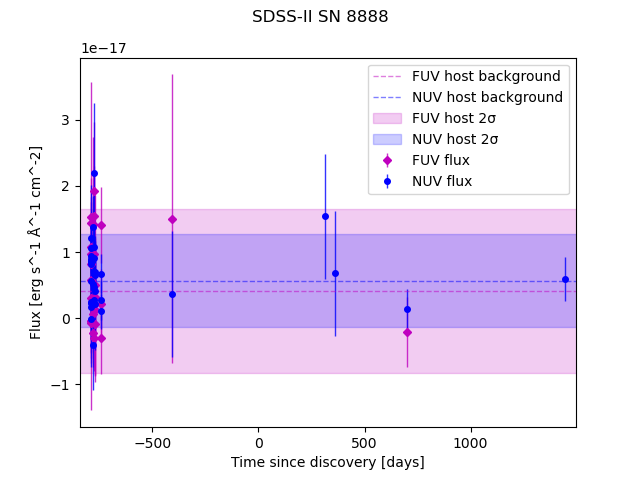 SDSS-II SN 8888
1e−17
FUV host background
NUV host background
FUV host 2σ
NUV host 2σ
FUV flux
NUV flux
3
2
1
0
−1
Flux [erg s^-1 Å^-1 cm^-2]
−500 0 500 1000
Time since discovery [days]